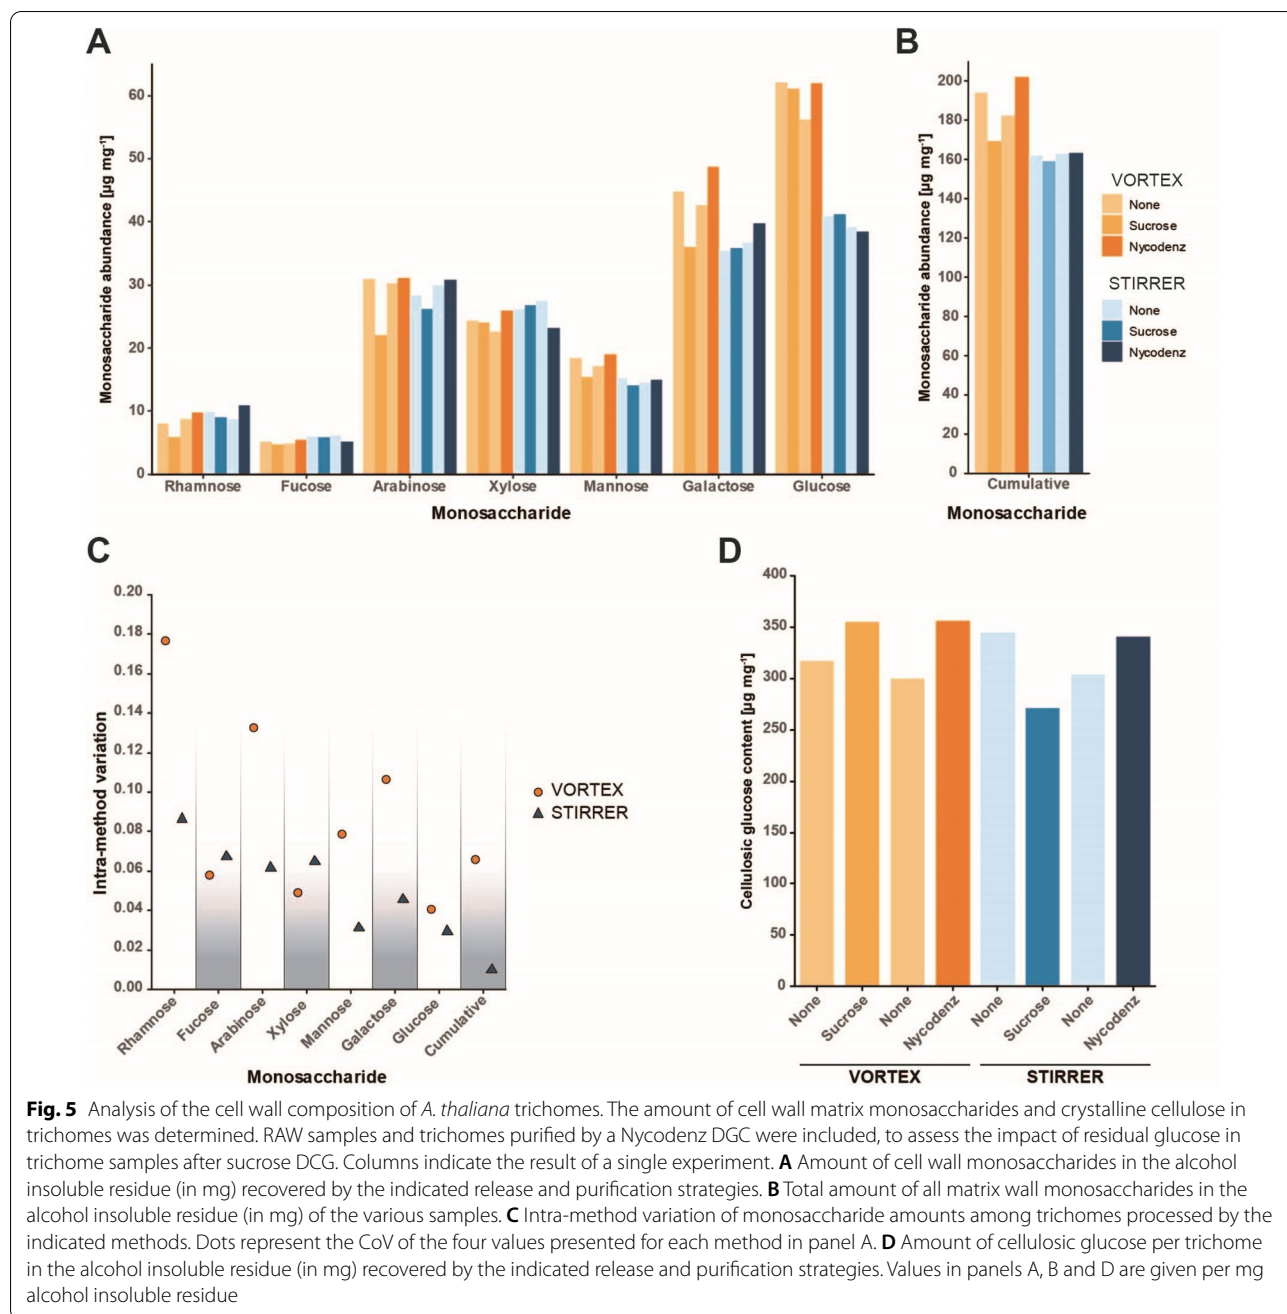 A
Monosaccharide abundance [µg mg⁻¹]
60
50
40
30
20
10
0
Rhamnose Fucose Arabinose Xylose Mannose Galactose Glucose
Monosaccharide
B
Monosaccharide abundance [µg mg⁻¹]
200
180
160
140
120
100
80
60
40
20
0
Cumulative
Monosaccharide
VORTEX
None
Sucrose
Nycodenz
STIRRER
None
Sucrose
Nycodenz
C
Intra-method variation
0.20
0.18
0.16
0.14
0.12
0.10
0.08
0.06
0.04
0.02
0.00
Rhamnose Fucose Arabinose Xylose Mannose Galactose Glucose Cumulative
Monosaccharide
VORTEX
STIRRER
D
Cellulosic glucose content [µg mg⁻¹]
400
350
300
250
200
150
100
50
0
None Sucrose None Nycodenz None Sucrose None Nycodenz
VORTEX STIRRER
Fig. 5 Analysis of the cell wall composition of A. thaliana trichomes. The amount of cell wall matrix monosaccharides and crystalline cellulose in
trichomes was determined. RAW samples and trichomes purified by a Nycodenz DGC were included, to assess the impact of residual glucose in
trichome samples after sucrose DCG. Columns indicate the result of a single experiment. A Amount of cell wall monosaccharides in the alcohol
insoluble residue (in mg) recovered by the indicated release and purification strategies. B Total amount of all matrix wall monosaccharides in the
alcohol insoluble residue (in mg) of the various samples. C Intra-method variation of monosaccharide amounts among trichomes processed by the
indicated methods. Dots represent the CoV of the four values presented for each method in panel A. D Amount of cellulosic glucose per trichome
in the alcohol insoluble residue (in mg) recovered by the indicated release and purification strategies. Values in panels A, B and D are given per mg
alcohol insoluble residue